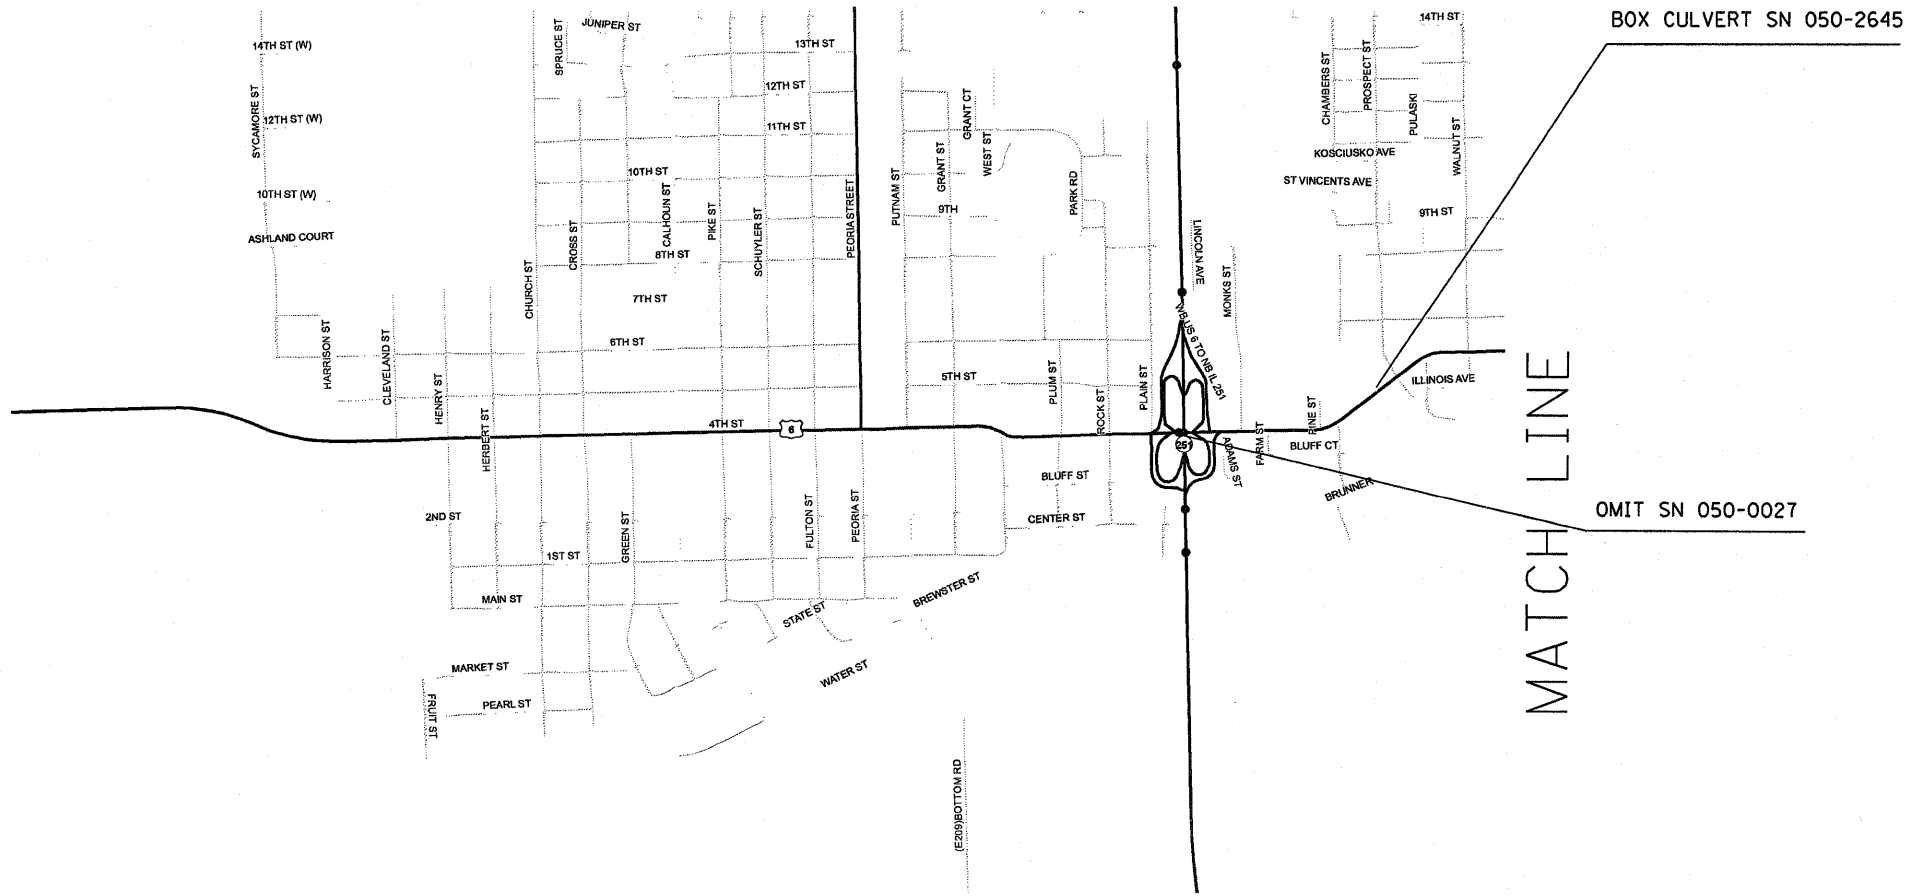 BOX CULVERT SN 050-2645
14TH ST
JUNIPER ST
SPRUCE ST
14TH ST (W)
13TH ST
12TH ST
SYCAMORE ST
12TH ST (W)
11TH ST
GRANT CT
CHAMBERS ST
PROSPECT ST
PULASKI
WALNUT ST
KOSCIUSKO AVE
WEST ST
GRANT ST
10TH ST
ST VINCENTS AVE
10TH ST (W)
CALHOUN ST
PIKE ST
SCHUYLER ST
PEORIA STREET
PUTNAM ST
PARK RD
9TH
9TH ST
ASHLAND COURT
CROSS ST
8TH ST
LINCOLN AVE
MONKS ST
CHURCH ST
7TH ST
HARRISON ST
CLEVELAND ST
6TH ST
WB US 6 TO NB IL 251
HENRY ST
5TH ST
PLUM ST
PLAIN ST
ILLINOIS AVE
ROCK ST
PINE ST
HERBERT ST
4TH ST
6
251
ADAMS ST
FARM ST
BLUFF CT
BLUFF ST
BRUNNER
MATCH LINE
OMIT SN 050-0027
2ND ST
GREEN ST
FULTON ST
PEORIA ST
CENTER ST
1ST ST
MAIN ST
STATE ST
BREWSTER ST
MARKET ST
WATER ST
FRUIT ST
PEARL ST
(E209)BOTTOM RD